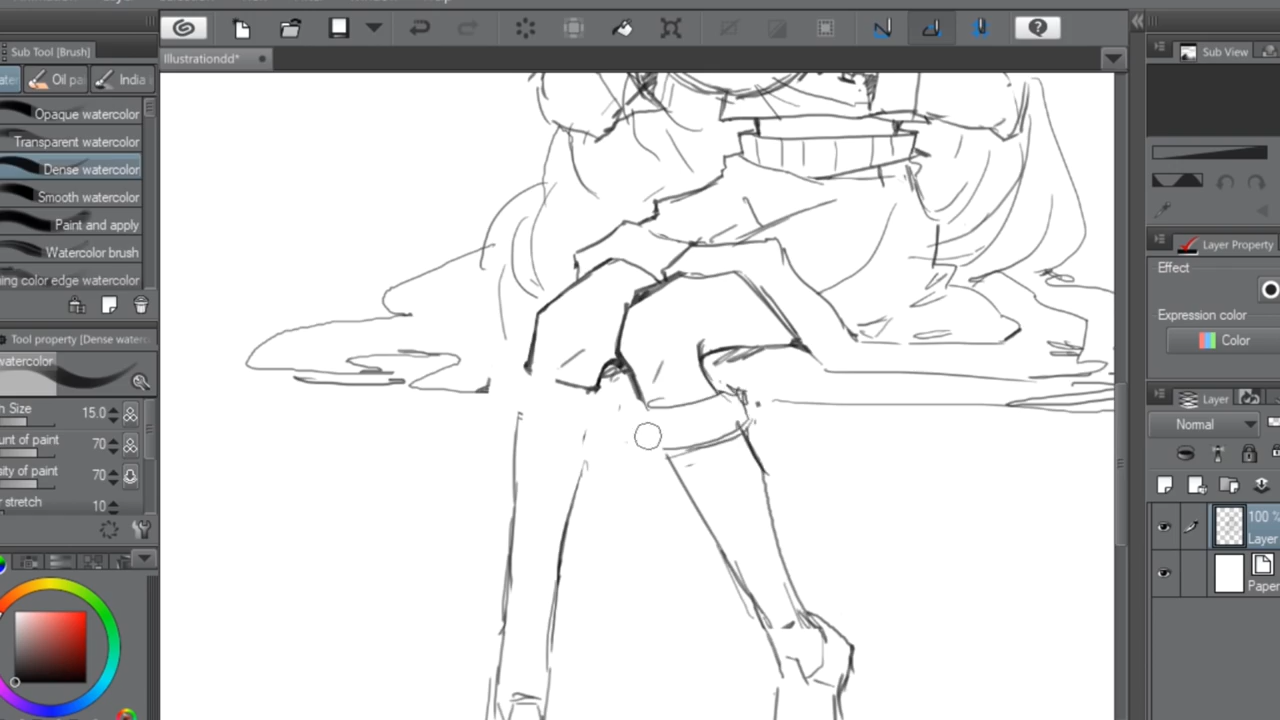 Illustrationdd*
Sub Tool [Brush]
Oil pa
India
Opaque watercolor
Transparent watercolor
Dense watercolor
Smooth watercolor
Paint and apply
Watercolor brush
ing color edge watercolor
Tool property [Dense waterc
watercolor
Size
15.0
unt of paint
70
sity of paint
70
stretch
10
Sub View
Layer Property
Effect
Expression color
Color
Layer
Normal
100 %
Layer
Paper